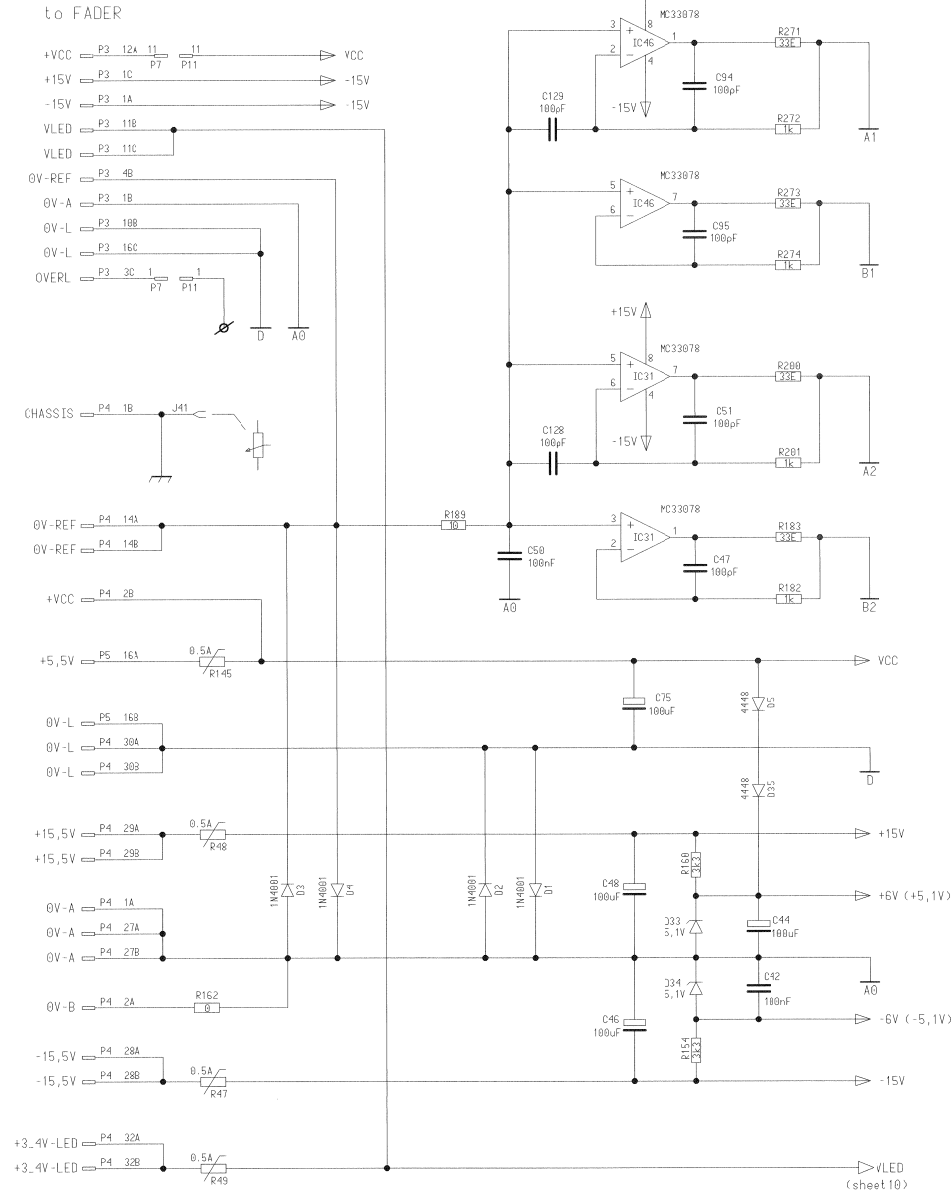 to FADER
+VCC P3 12A 11 P7 11 P11 VCC
+15V P3 1C -15V
-15V P3 1A -15V
VLED P3 11B
VLED P3 11C
0V-REF P3 4B
0V-A P3 1B
0V-L P3 18B
0V-L P3 16C
OVERL P3 3C 1 P7 1 P11
D A0
CHASSIS P4 1B J41
0V-REF P4 14A
0V-REF P4 14B
+VCC P4 2B
+5,5V P5 16A 0.5A R145 VCC
0V-L P5 16B
0V-L P4 30A
0V-L P4 30B
D
+15,5V P4 29A 0.5A R48 +15V
+15,5V P4 29B
0V-A P4 1A
0V-A P4 27A
0V-A P4 27B
A0
0V-B P4 2A R162 0
-15,5V P4 28A
-15,5V P4 28B 0.5A R47 -15V
+3_4V-LED P4 32A
+3_4V-LED P4 32B 0.5A R49 VLED
(sheet10)
MC33078
3 + 2 - IC46 1 8 4 -15V
C129 100pF
C94 100pF
R271 33E
R272 1k
A1
MC33078
5 + 6 - IC46 7
C95 100pF
R273 33E
R274 1k
B1
+15V
MC33078
5 + 6 - IC31 7 8 4
-15V
C128 100pF
C51 100pF
R200 33E
R201 1k
A2
MC33078
3 + 2 - IC31 1
R189 10
C50 100nF
A0
C47 100pF
R183 33E
R182 1k
B2
C75 100uF
4448 D5
4448 D35
1N4001 D3
1N4001 D4
1N4001 D2
1N4001 D1
C48 100uF
R160 3k3
+6V (+5,1V)
D33 5,1V
C44 100uF
D34 5,1V
C42 100nF
C46 100uF
-6V (-5,1V)
R154 3k3